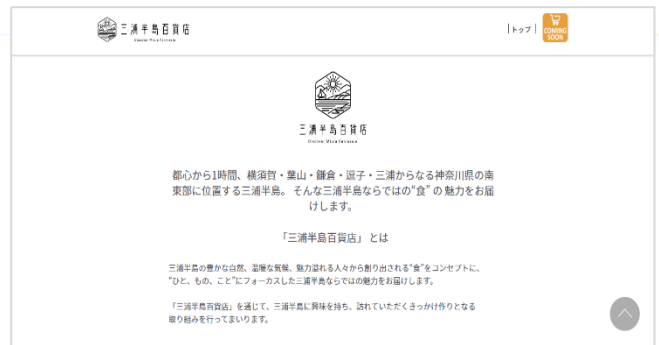 三浦半島百貨店
Discover Miura Peninsula
|トップ|
COMING
SOON
三浦半島百貨店
Discover Miura Peninsula
都心から1時間、横須賀・葉山・鎌倉・逗子・三浦からなる神奈川県の南
東部に位置する三浦半島。 そんな三浦半島ならではの“食” の 魅力をお届
けします。
「三浦半島百貨店」 とは
三浦半島の豊かな自然、温暖な気候、魅力溢れる人々から創り出される“食”をコンセプトに、
“ひと、もの、こと”にフォーカスした三浦半島ならではの魅力をお届けします。
「三浦半島百貨店」を通じて、三浦半島に興味を持ち、訪れていただくきっかけ作りとなる
取り組みを行ってまいります。